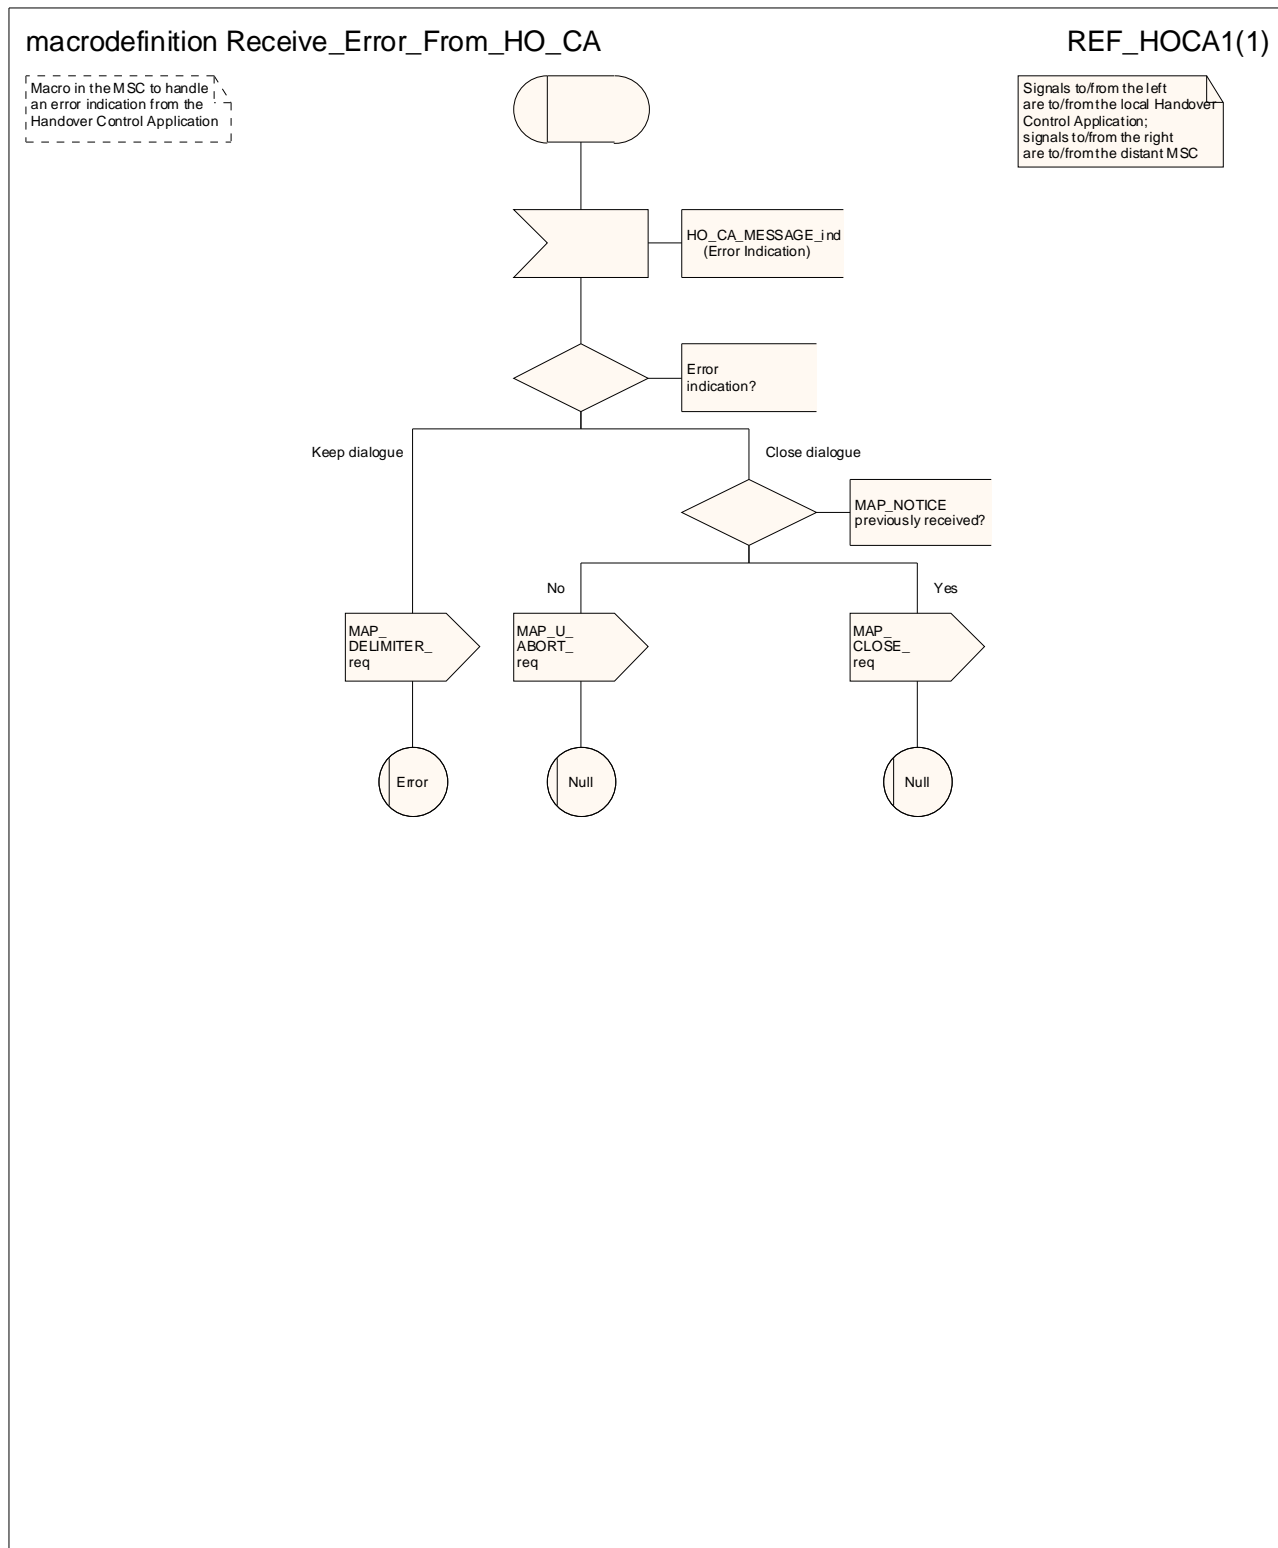 macrodefinition Receive_Error_From_HO_CA
REF_HOCA1(1)
Macro in the MSC to handle
an error indication from the
Handover Control Application
Signals to/from the left
are to/from the local Handover
Control Application;
signals to/from the right
are to/from the distant MSC
HO_CA_MESSAGE_ind
(Error Indication)
Error
indication?
Keep dialogue
Close dialogue
MAP_NOTICE
previously received?
No
Yes
MAP_
DELIMITER_
req
MAP_U_
ABORT_
req
MAP_
CLOSE_
req
Error
Null
Null